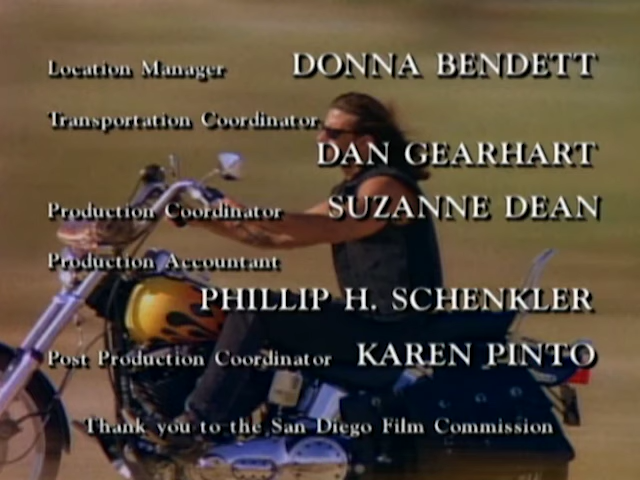 Location Manager DONNA BENDETT
Transportation Coordinator
DAN GEARHART
Production Coordinator SUZANNE DEAN
Production Accountant
PHILLIP H. SCHENKLER
Post Production Coordinator KAREN PINTO
Thank you to the San Diego Film Commission